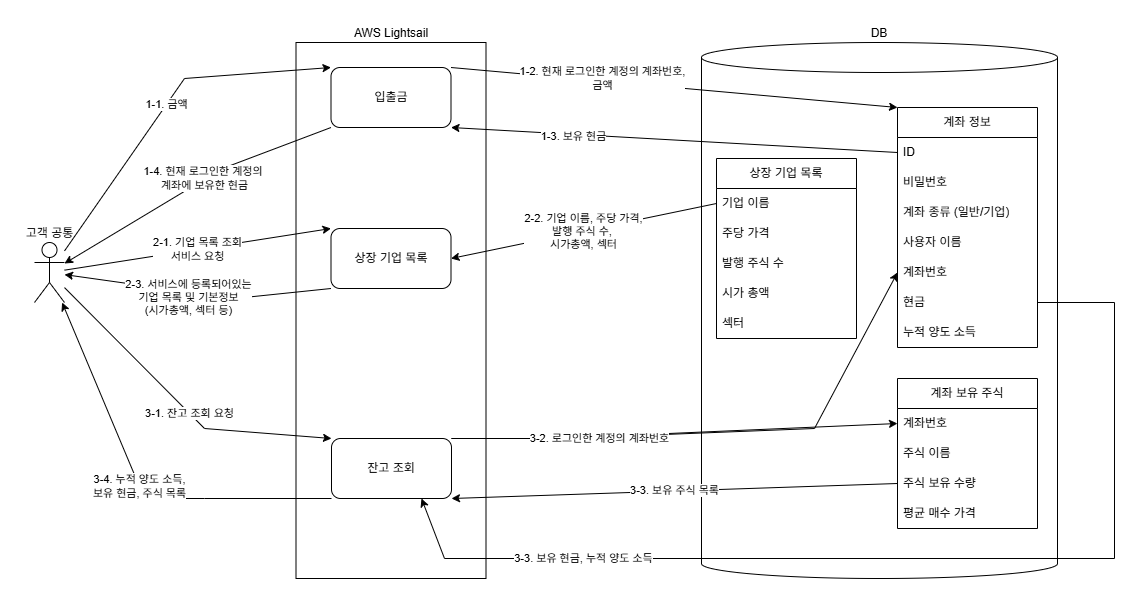 AWS Lightsail
DB
입출금
1-1. 금액
1-2. 현재 로그인한 계정의 계좌번호,
금액
1-3. 보유 현금
1-4. 현재 로그인한 계정의
계좌에 보유한 현금
계좌 정보
ID
비밀번호
계좌 종류 (일반/기업)
사용자 이름
계좌번호
현금
누적 양도 소득
상장 기업 목록
기업 이름
주당 가격
발행 주식 수
시가 총액
섹터
고객 공통
2-1. 기업 목록 조회
서비스 요청
상장 기업 목록
2-2. 기업 이름, 주당 가격,
발행 주식 수,
시가총액, 섹터
2-3. 서비스에 등록되어있는
기업 목록 및 기본정보
(시가총액, 섹터 등)
3-1. 잔고 조회 요청
잔고 조회
3-2. 로그인한 계정의 계좌번호
계좌 보유 주식
계좌번호
주식 이름
주식 보유 수량
평균 매수 가격
3-3. 보유 주식 목록
3-4. 누적 양도 소득,
보유 현금, 주식 목록
3-3. 보유 현금, 누적 양도 소득